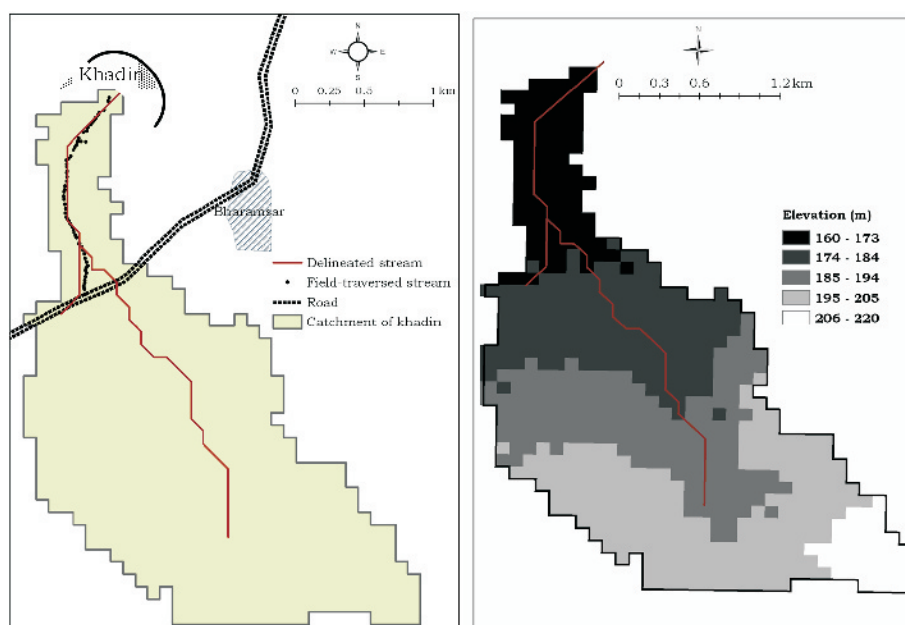 N
W E
S
Khadin
0 0.25 0.5 1 km
Bharamsar
Delineated stream
Field-traversed stream
Road
Catchment of khadin
N
0 0.3 0.6 1.2 km
Elevation (m)
160 - 173
174 - 184
185 - 194
195 - 205
206 - 220